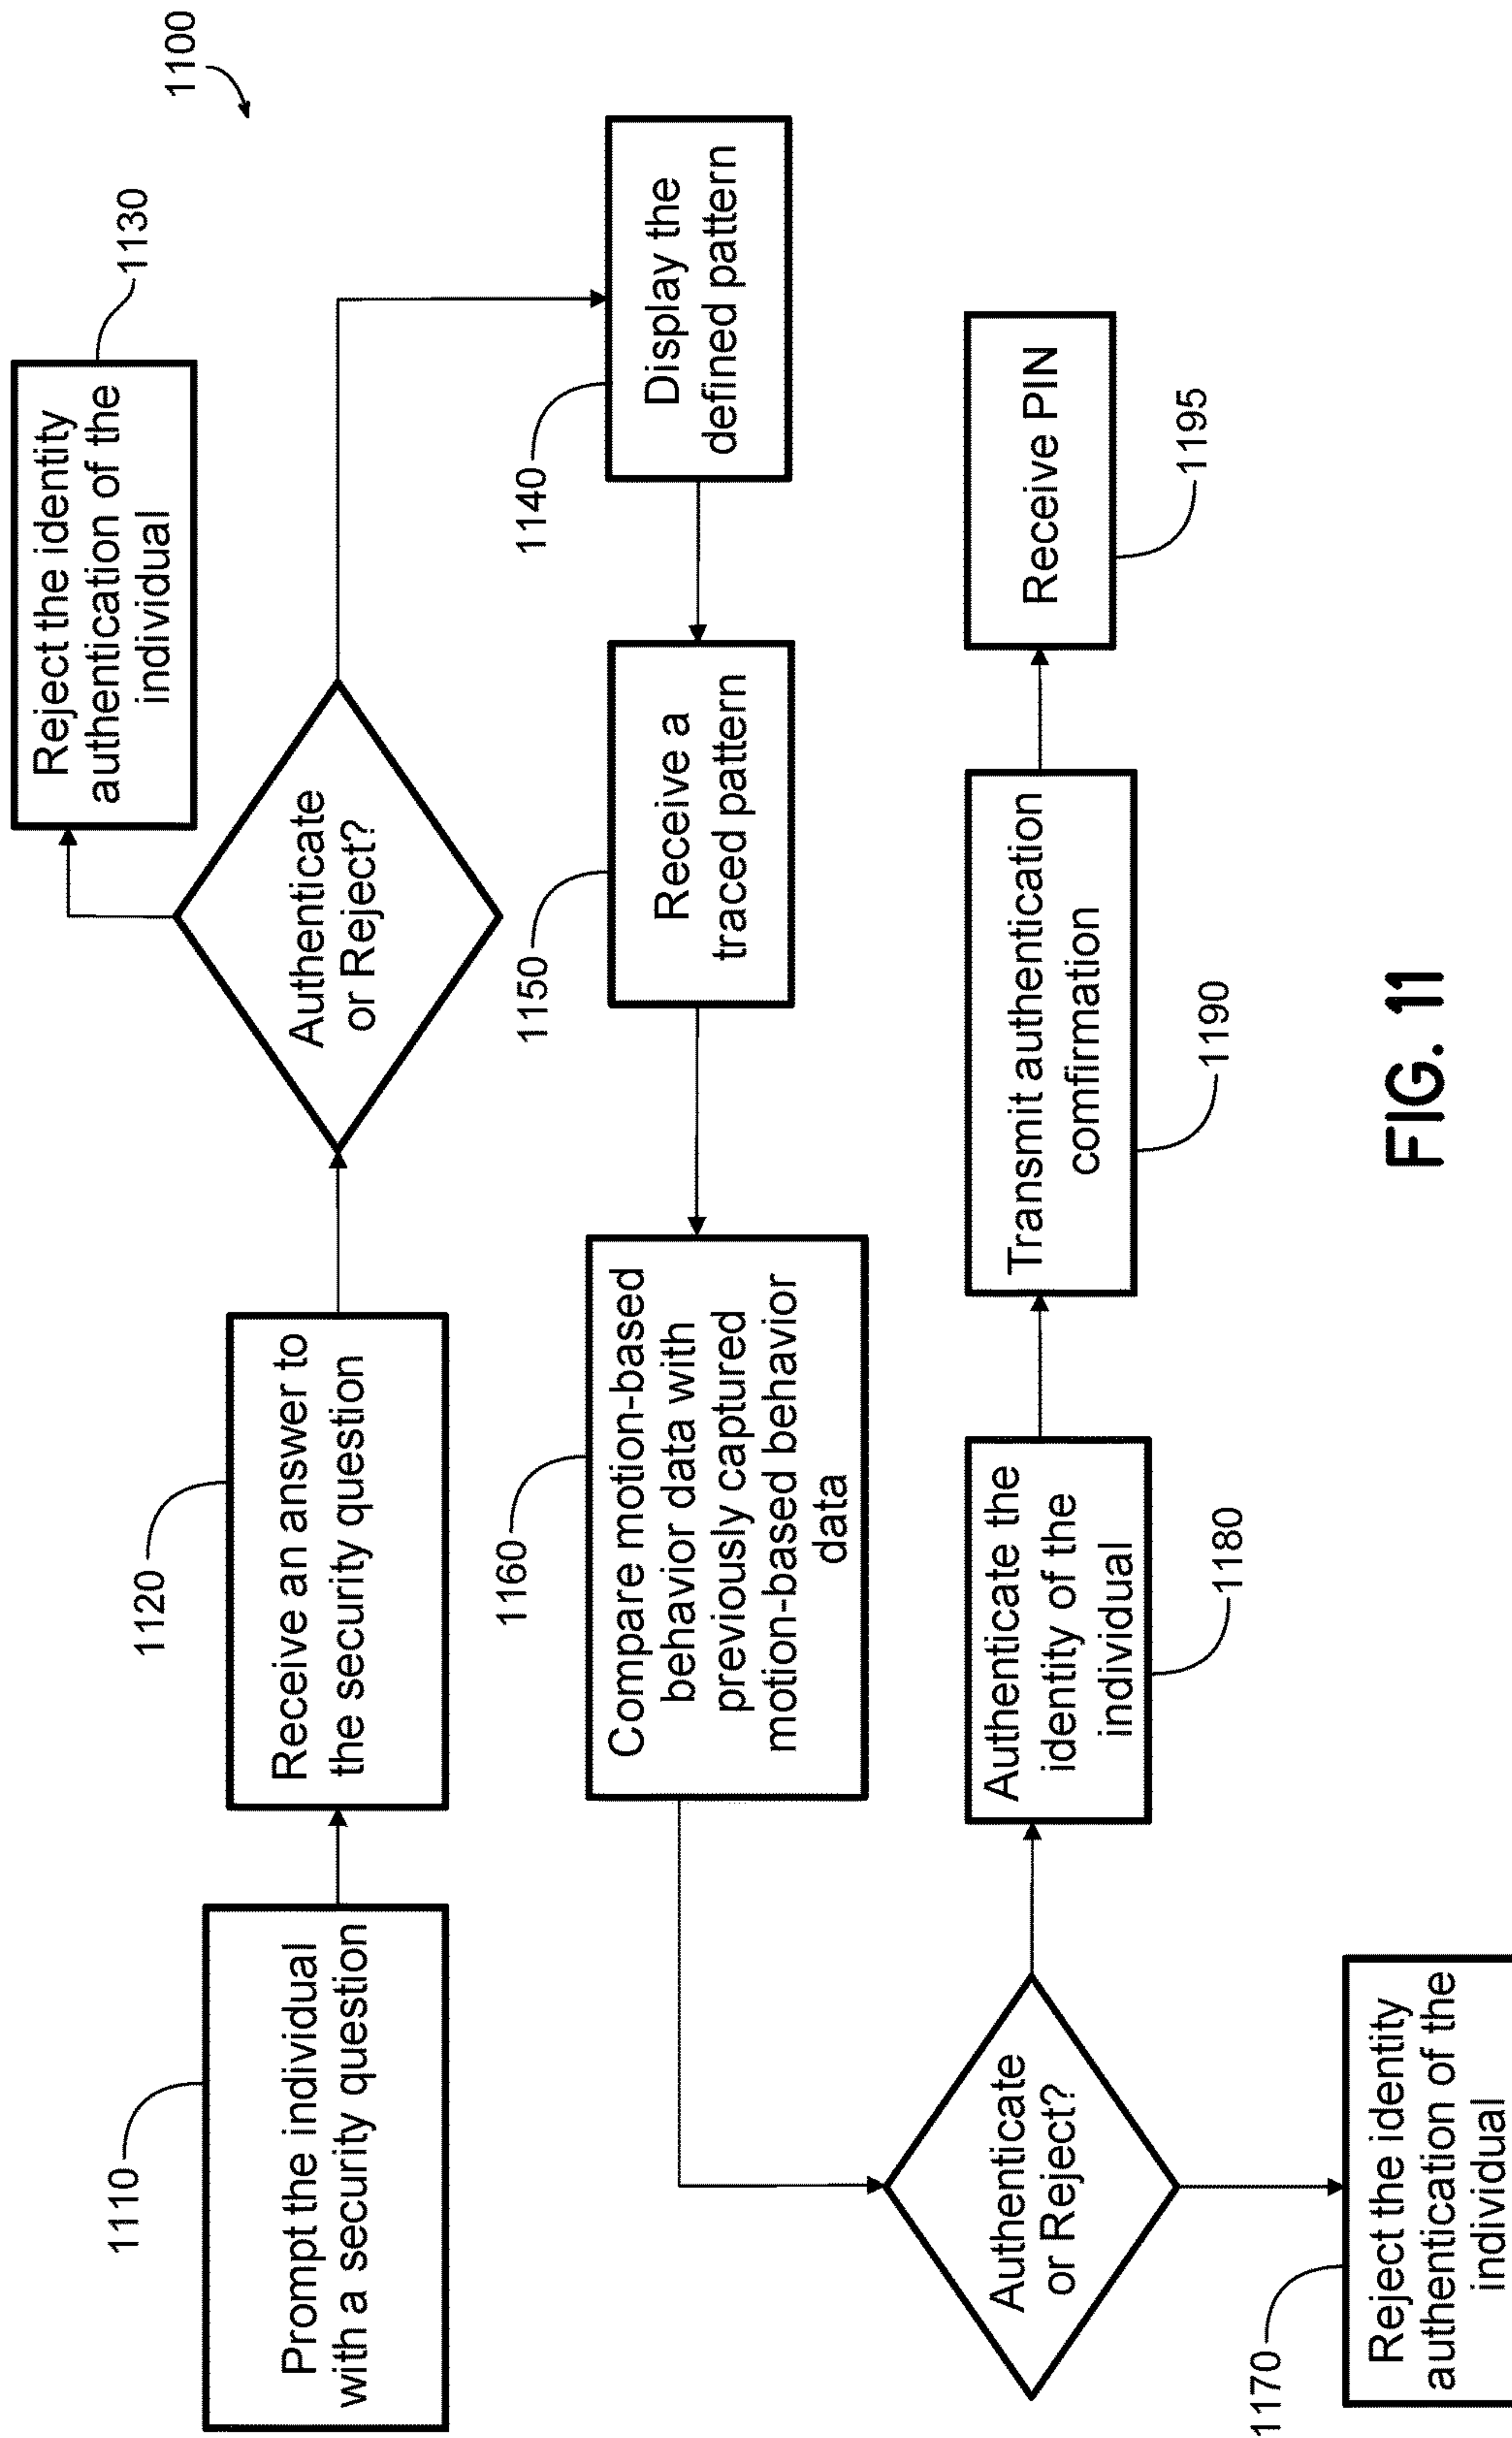 1100
1110
Prompt the individual
with a security question
1120
Receive an answer to
the security question
Authenticate
or Reject?
1130
Reject the identity
authentication of the
individual
1140
Display the
defined pattern
1150
Receive a
traced pattern
1160
Compare motion-based
behavior data with
previously captured
motion-based behavior
data
Authenticate
or Reject?
1170
Reject the identity
authentication of the
individual
Authenticate the
identity of the
individual
1180
Transmit authentication
comfirmation
1190
Receive PIN
1195
FIG. 11